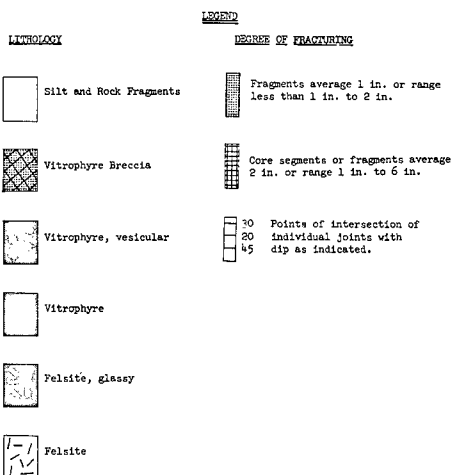 LEGEND
LITHOLOGY
DEGREE OF FRACTURING
Silt and Rock Fragments
Fragments average 1 in. or range
less than 1 in. to 2 in.
Vitrophyre Breccia
Core segments or fragments average
2 in. or range 1 in. to 6 in.
Vitrophyre, vesicular
30 Points of intersection of
20 individual joints with
45 dip as indicated.
Vitrophyre
Felsite, glassy
Felsite